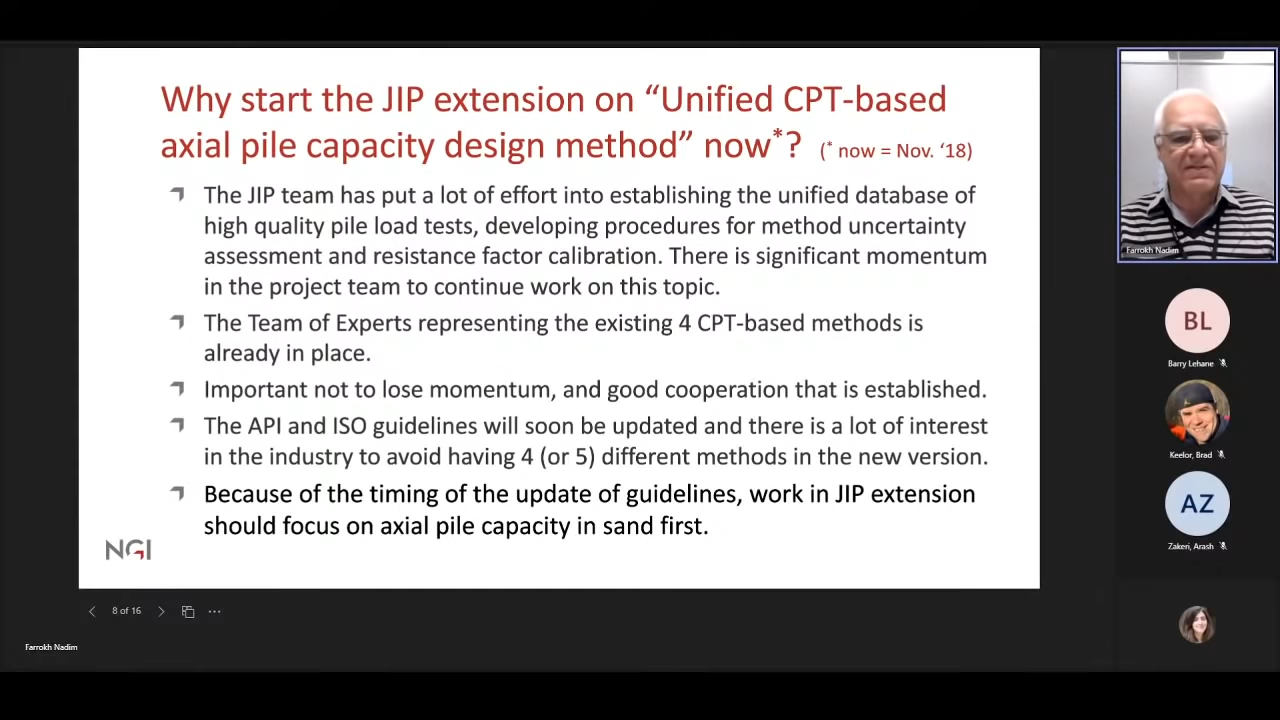 Why start the JIP extension on “Unified CPT-based
axial pile capacity design method” now*? (* now = Nov. ‘18)
The JIP team has put a lot of effort into establishing the unified database of
high quality pile load tests, developing procedures for method uncertainty
assessment and resistance factor calibration. There is significant momentum
in the project team to continue work on this topic.
The Team of Experts representing the existing 4 CPT-based methods is
already in place.
Important not to lose momentum, and good cooperation that is established.
The API and ISO guidelines will soon be updated and there is a lot of interest
in the industry to avoid having 4 (or 5) different methods in the new version.
Because of the timing of the update of guidelines, work in JIP extension
should focus on axial pile capacity in sand first.
NGI
8 of 16
Farrokh Nadim
Farrokh Nadim
BL
Barry Lehane
Keelor, Brad
AZ
Zakeri, Arash